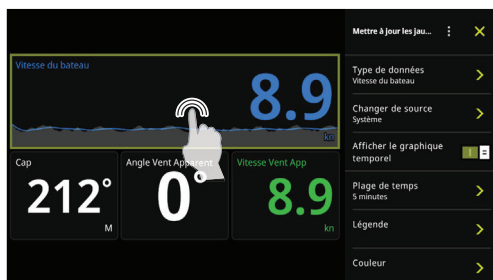 Vitesse du bateau
8.9
kn
Cap
212°
M
Angle Vent Apparent
0°
Vitesse Vent App
8.9
kn
Mettre à jour les jau...
Type de données
Vitesse du bateau
Changer de source
Système
Afficher le graphique
temporel
Plage de temps
5 minutes
Légende
Couleur